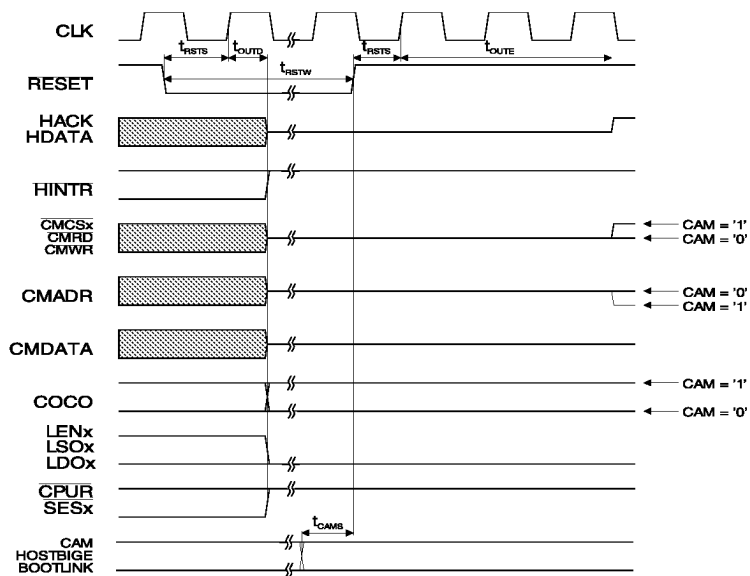 CLK
tRSTS
tOUTD
tRSTW
tRSTS
tOUTE
RESET
HACK
HDATA
HINTR
CMCSx
CMRD
CMWR
CAM = '1'
CAM = '0'
CMADR
CAM = '0'
CAM = '1'
CMDATA
COCO
CAM = '1'
CAM = '0'
LENx
LSOx
LDOx
CPUR
SESx
tCAMS
CAM
HOSTBIGE
BOOTLINK